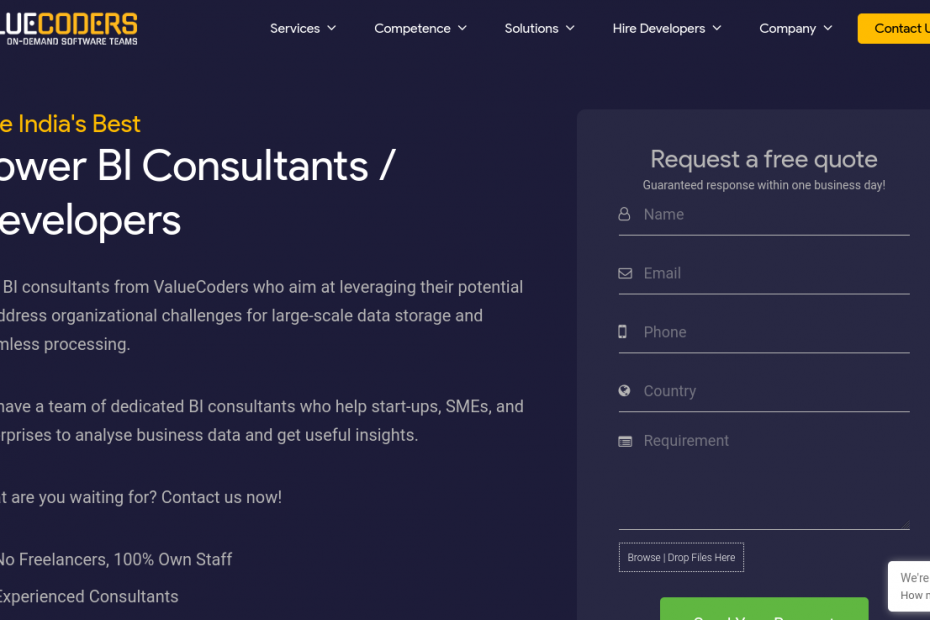 LUECODERS
ON-DEMAND SOFTWARE TEAMS
Services
Competence
Solutions
Hire Developers
Company
Contact U
e India's Best
ower BI Consultants /
evelopers
BI consultants from ValueCoders who aim at leveraging their potential
ddress organizational challenges for large-scale data storage and
mless processing.
have a team of dedicated BI consultants who help start-ups, SMEs, and
rprises to analyse business data and get useful insights.
t are you waiting for? Contact us now!
No Freelancers, 100% Own Staff
Experienced Consultants
Request a free quote
Guaranteed response within one business day!
Name
Email
Phone
Country
Requirement
Browse | Drop Files Here
We're
How m